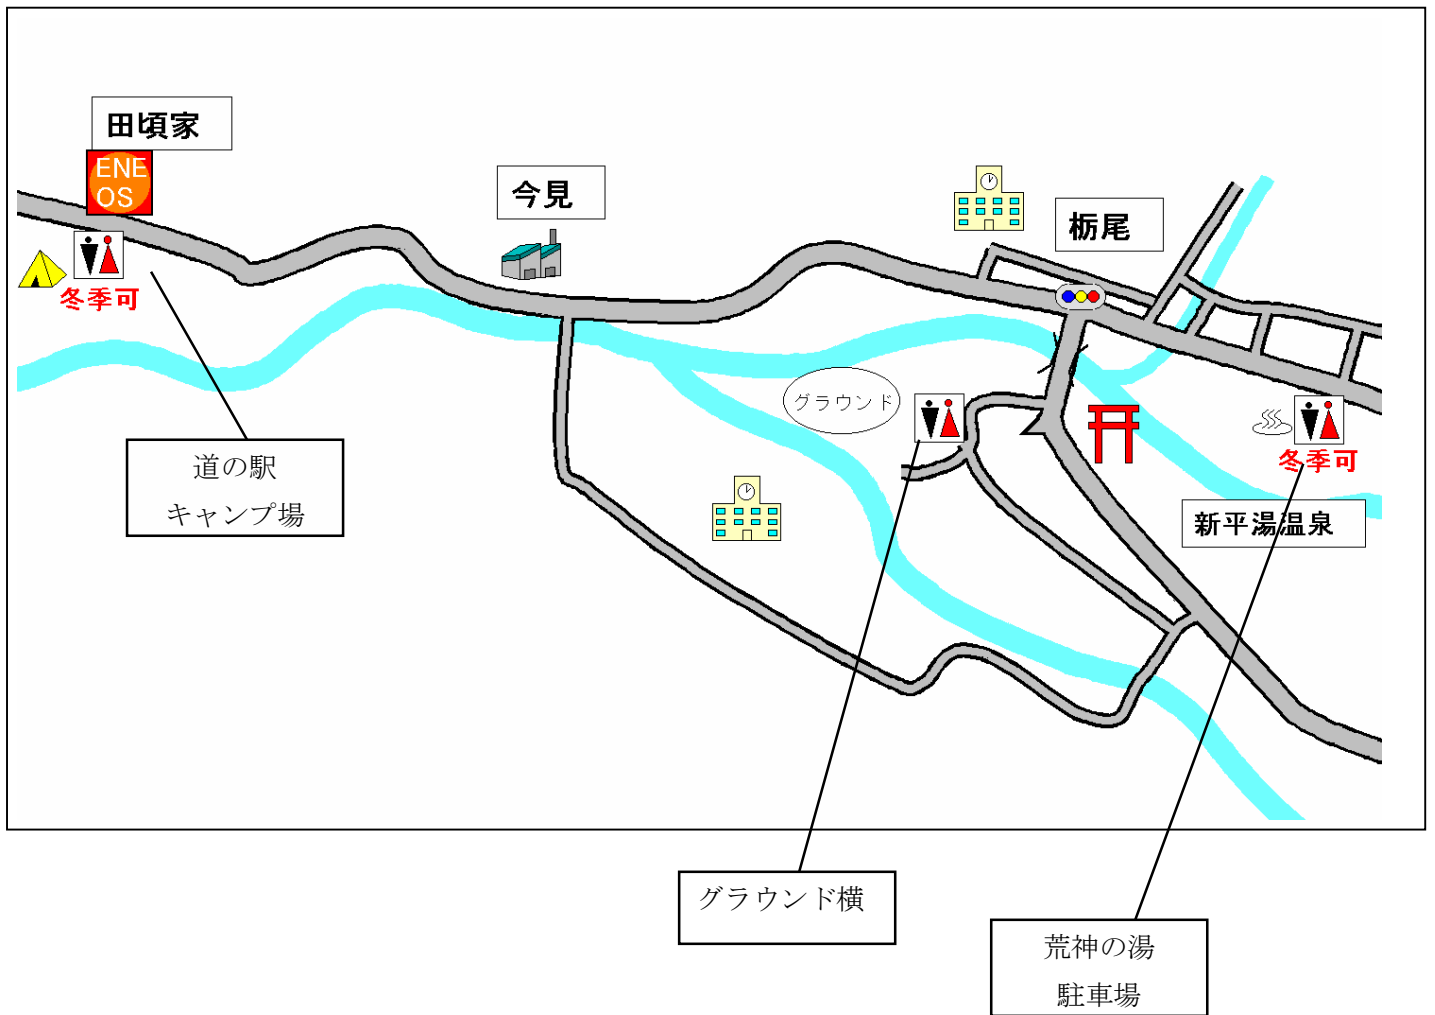 田頃家
ENE
OS
冬季可
今見
栃尾
グラウンド
冬季可
新平湯温泉
道の駅
キャンプ場
グラウンド横
荒神の湯
駐車場